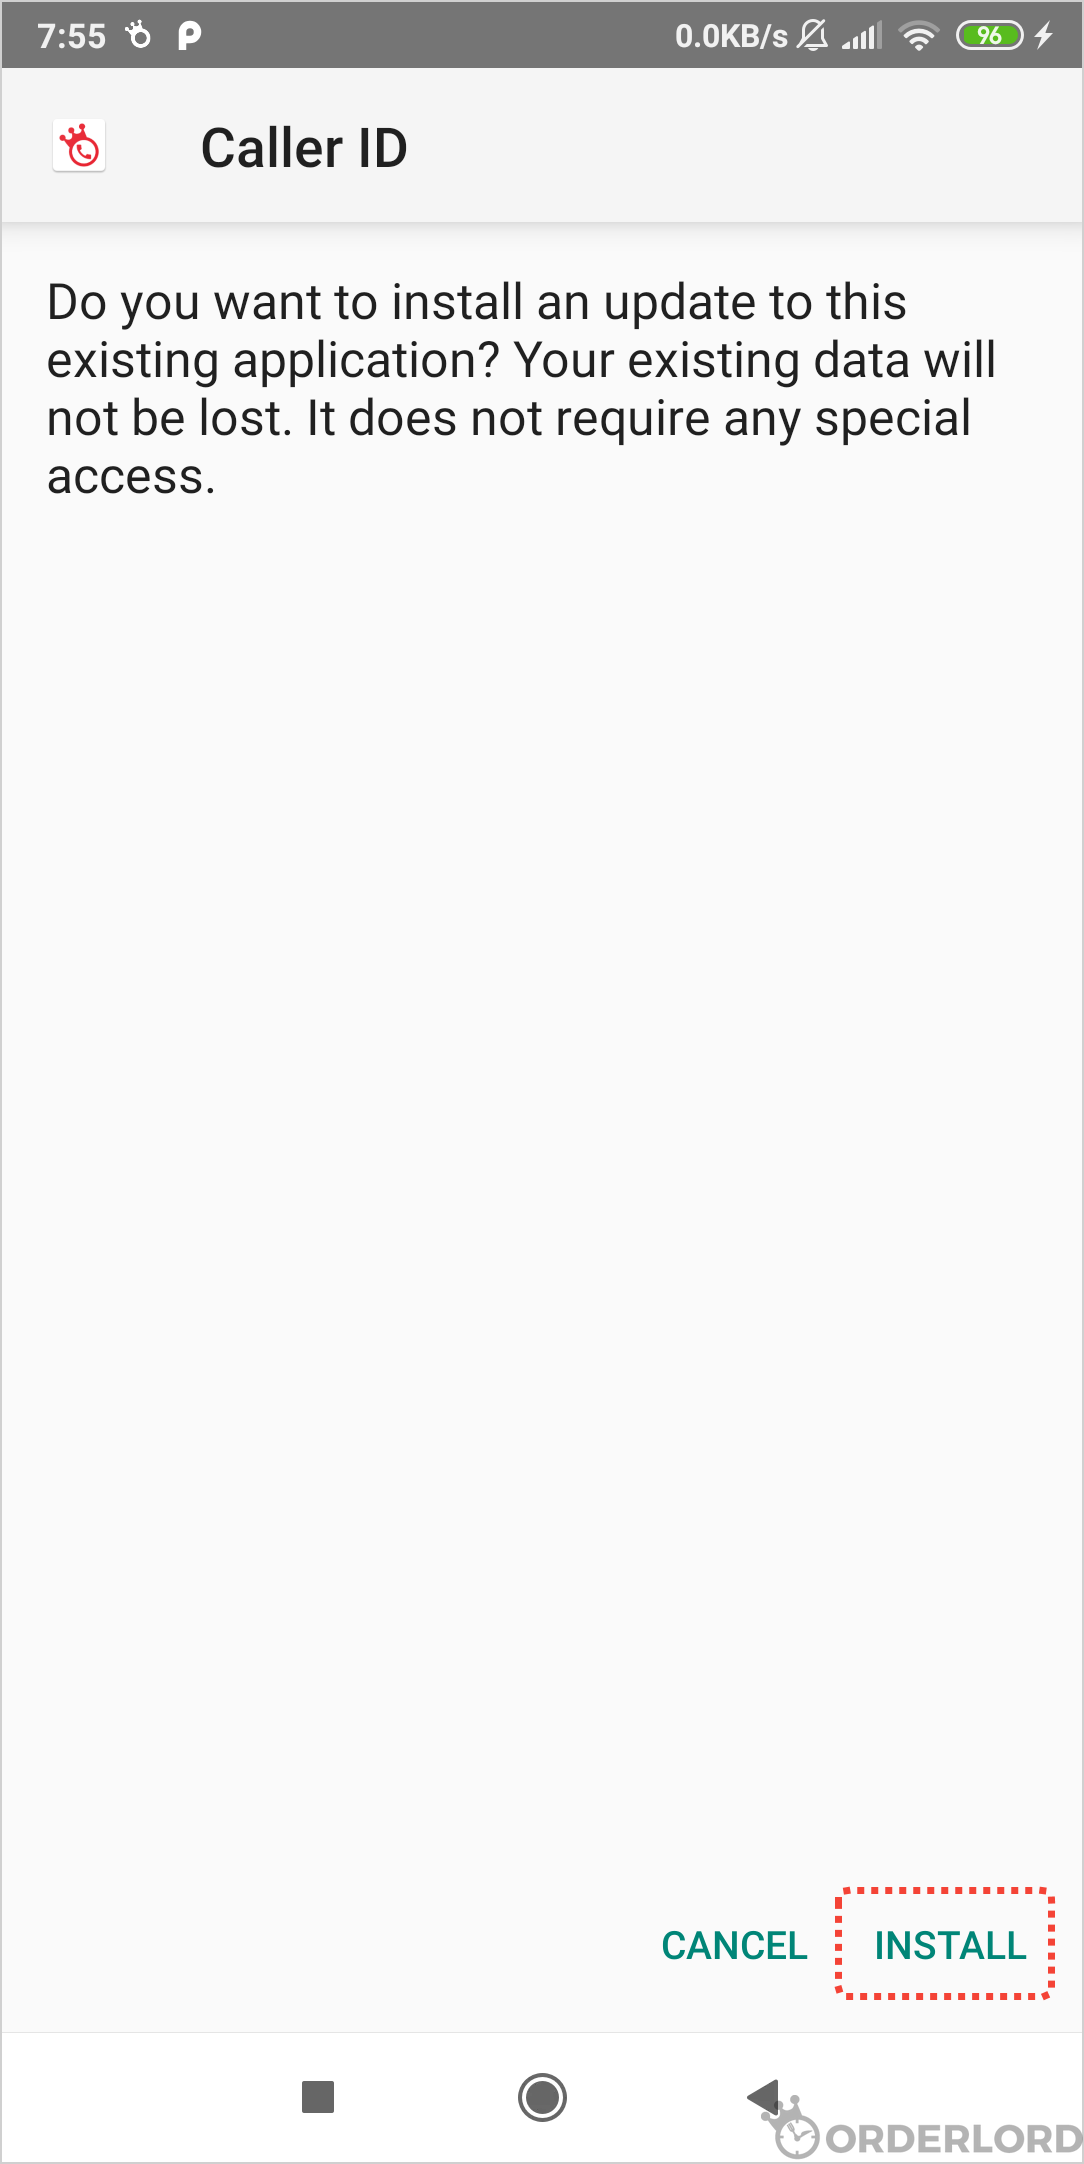 7:55 0.0KB/s 96
Caller ID
Do you want to install an update to this
existing application? Your existing data will
not be lost. It does not require any special
access.
CANCEL INSTALL
ORDERLORD